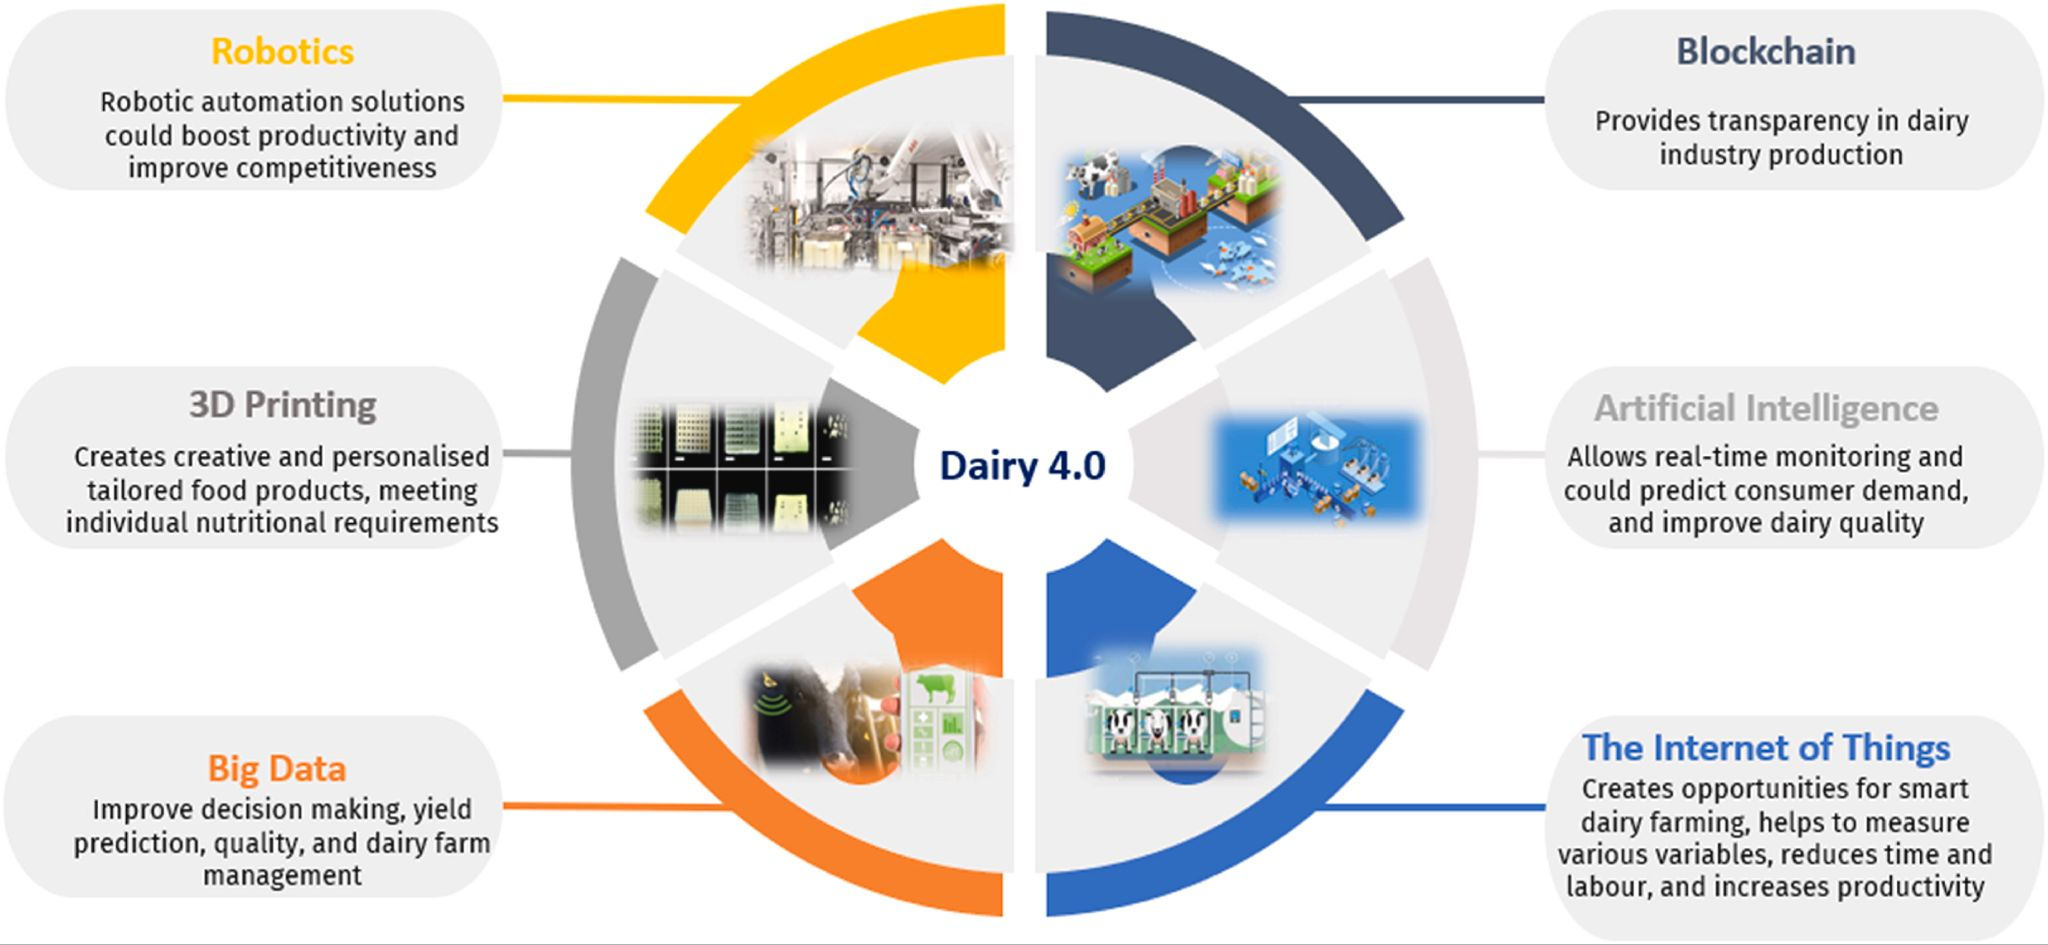 Robotics
Robotic automation solutions
could boost productivity and
improve competitiveness
Blockchain
Provides transparency in dairy
industry production
3D Printing
Creates creative and personalised
tailored food products, meeting
individual nutritional requirements
Dairy 4.0
Artificial Intelligence
Allows real-time monitoring and
could predict consumer demand,
and improve dairy quality
Big Data
Improve decision making, yield
prediction, quality, and dairy farm
management
The Internet of Things
Creates opportunities for smart
dairy farming, helps to measure
various variables, reduces time and
labour, and increases productivity